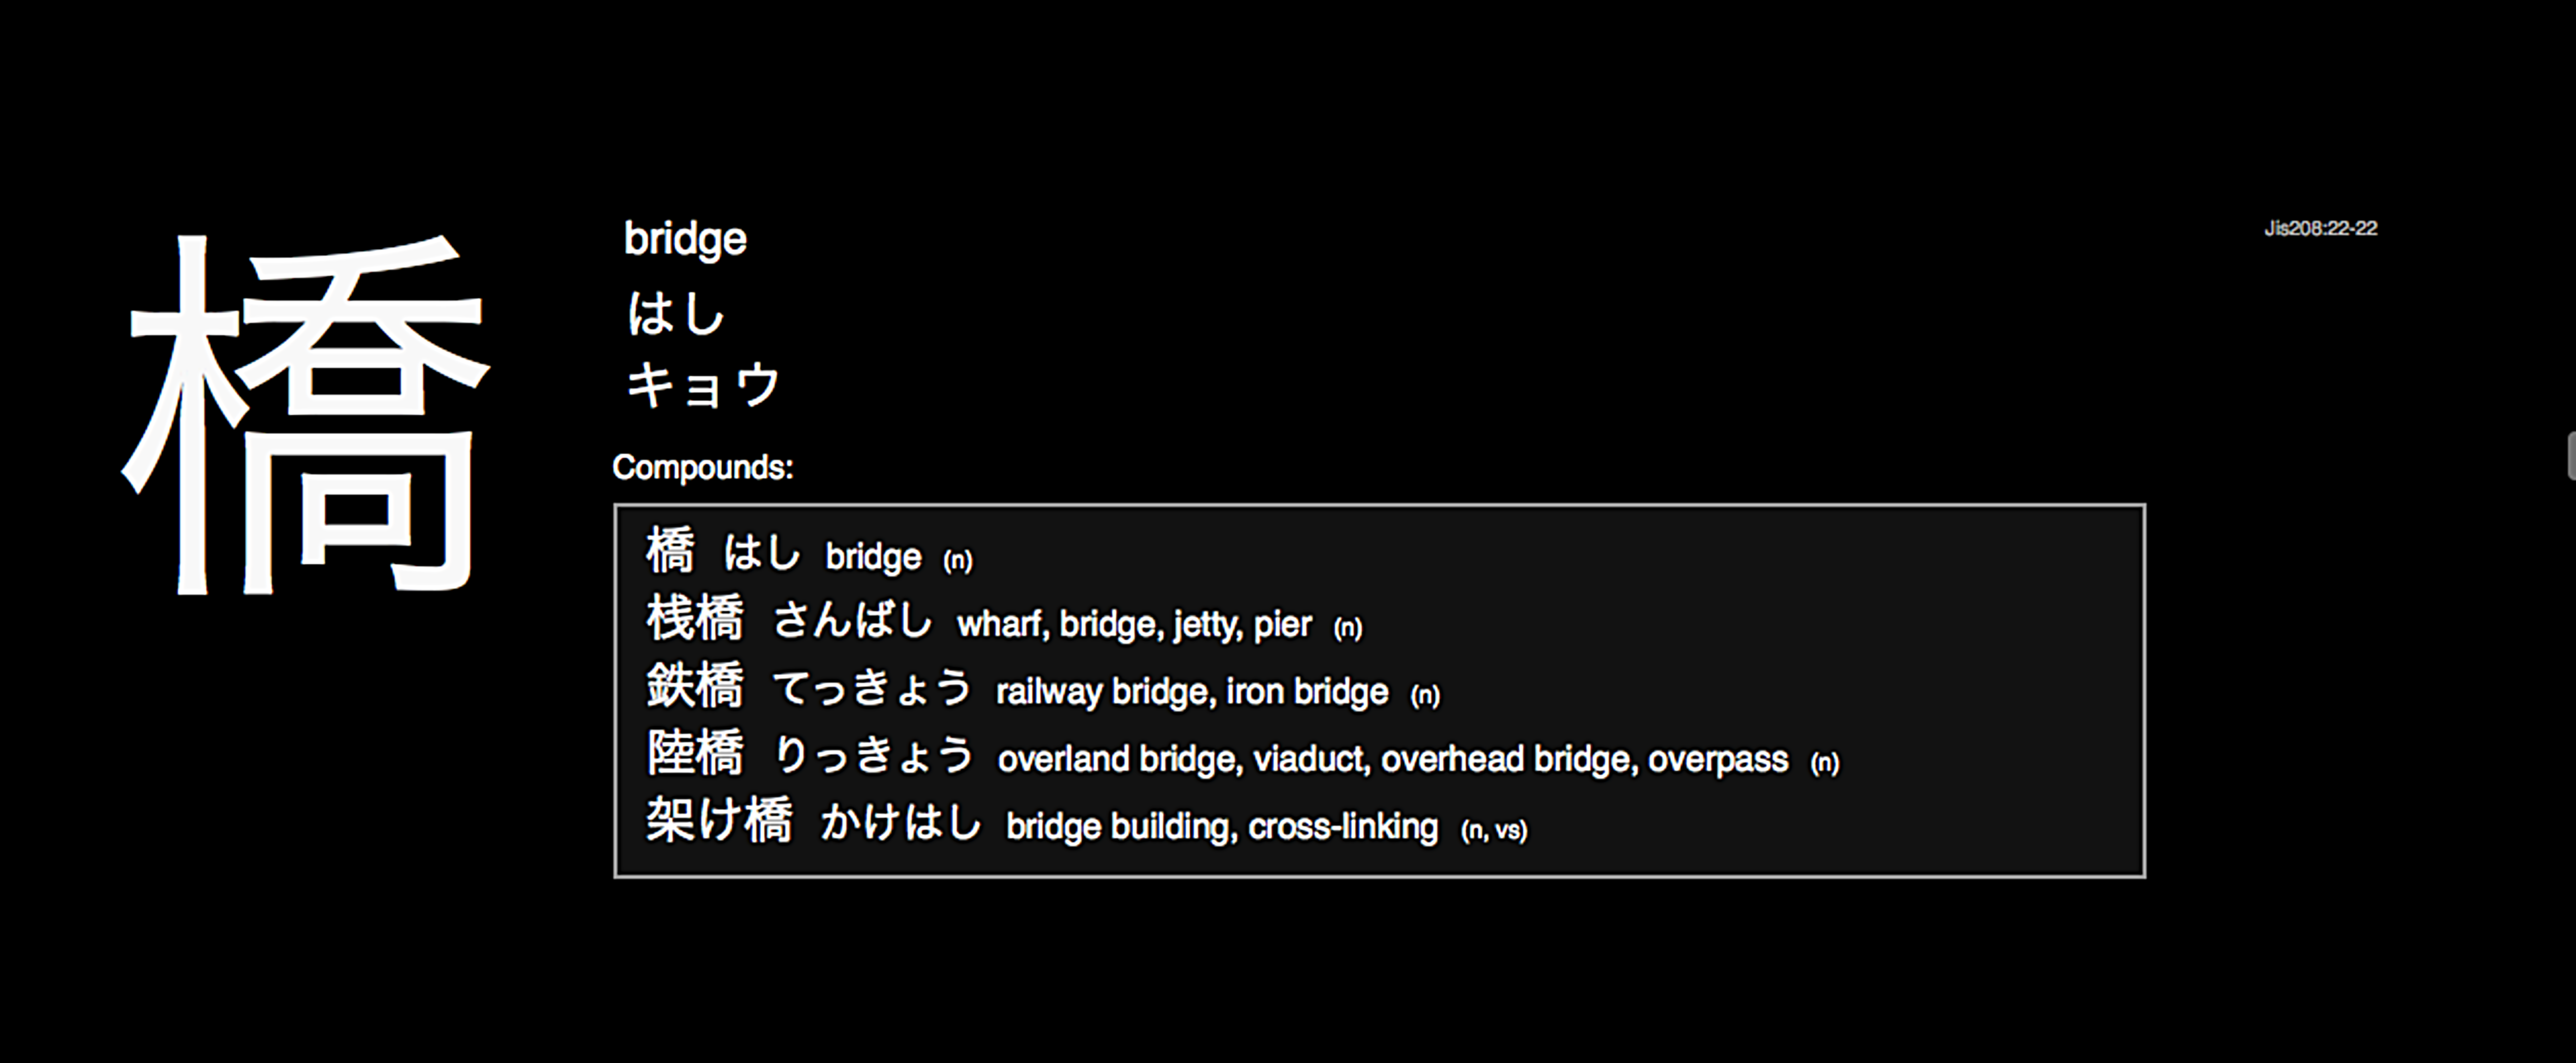 橋
bridge
Jis208:22-22
はし
キョウ
Compounds:
橋 はし bridge (n)
桟橋 さんばし wharf, bridge, jetty, pier (n)
鉄橋 てっきょう railway bridge, iron bridge (n)
陸橋 りっきょう overland bridge, viaduct, overhead bridge, overpass (n)
架け橋 かけはし bridge building, cross-linking (n, vs)